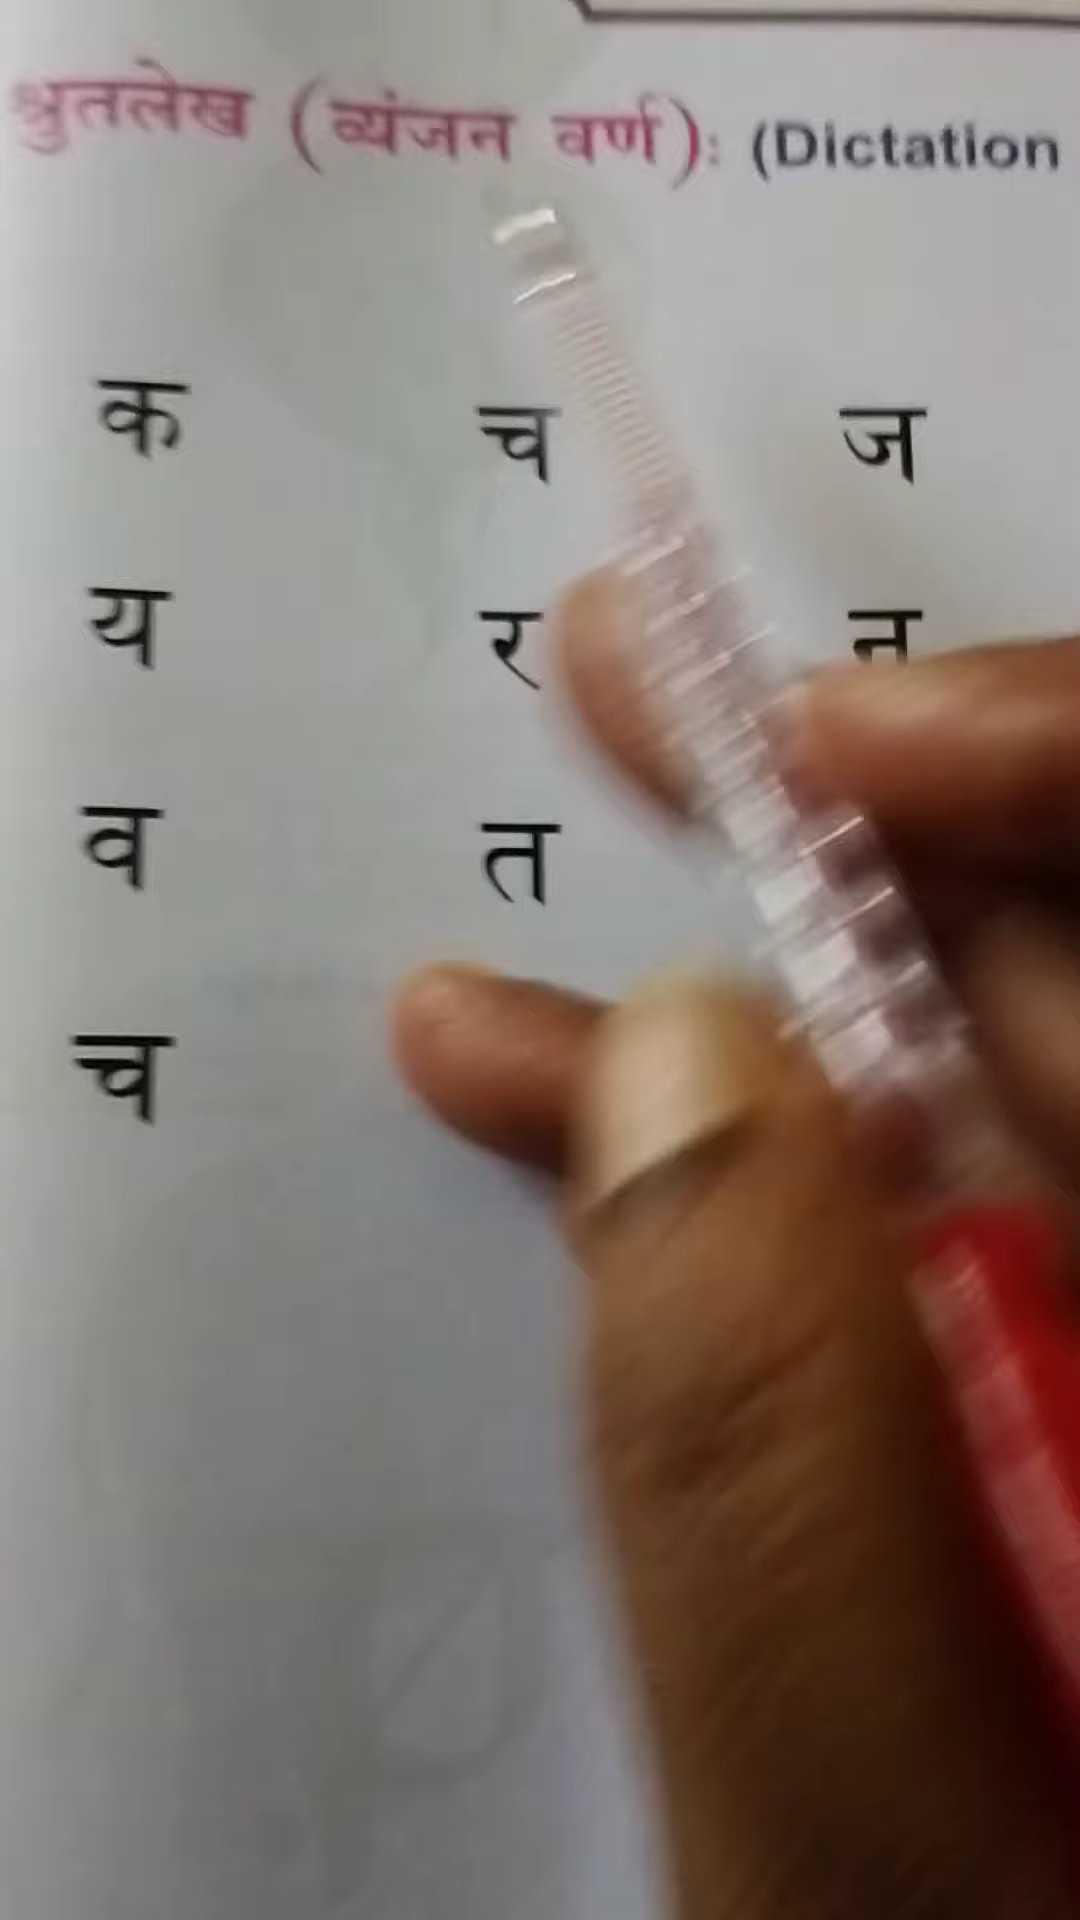 श्रुतलेख (व्यंजन वर्ण): (Dictation
क च ज
य र
व त
च